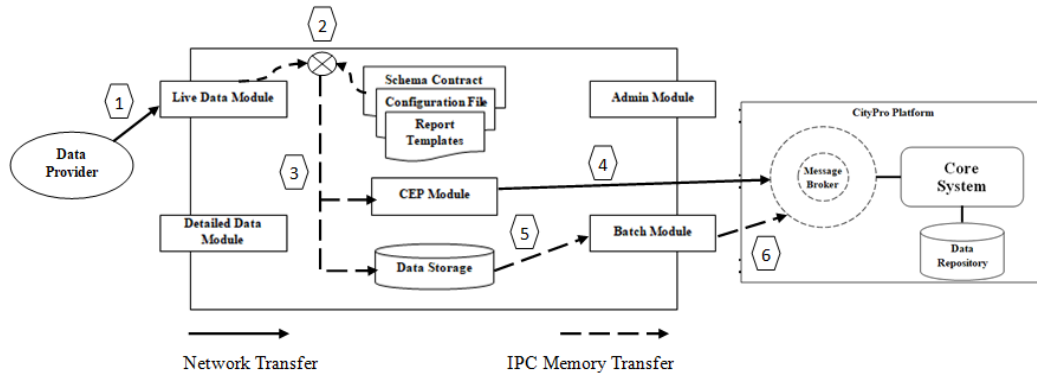 2
Schema Contract
1
Live Data Module
Configuration File
Admin Module
Report
Templates
CityPro Platform
Data
Provider
3
4
Message
Broker
Core
System
CEP Module
Detailed Data
Module
5
Batch Module
6
Data Storage
Data
Repository
Network Transfer
IPC Memory Transfer